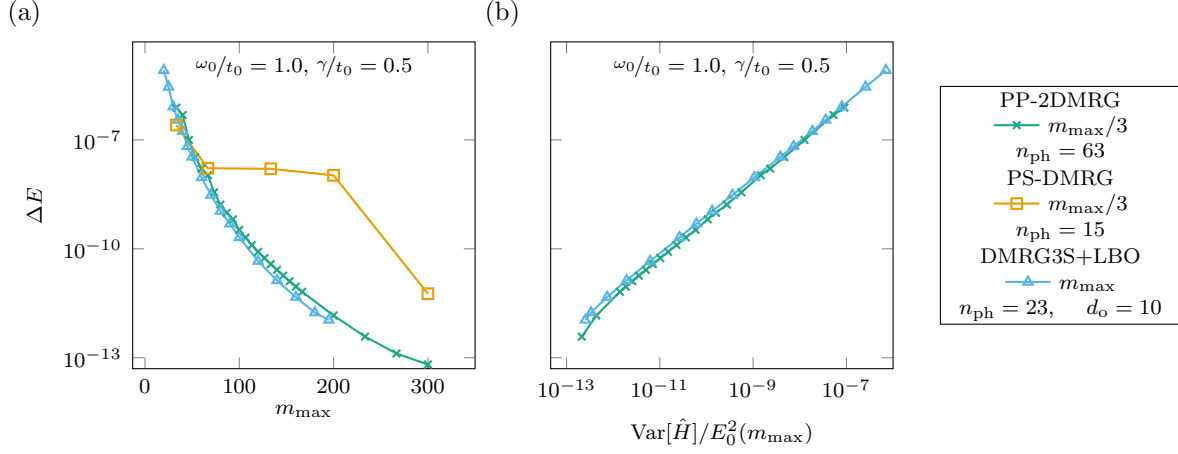 (a)
(b)
ω₀/t₀ = 1.0, γ/t₀ = 0.5
ω₀/t₀ = 1.0, γ/t₀ = 0.5
10⁻⁷
10⁻¹⁰
10⁻¹³
ΔE
0 100 200 300
m_max
10⁻¹³ 10⁻¹¹ 10⁻⁹ 10⁻⁷
Var[Ĥ]/E₀²(m_max)
PP-2DMRG
m_max/3
n_ph = 63
PS-DMRG
m_max/3
n_ph = 15
DMRG3S+LBO
m_max
n_ph = 23, d_o = 10